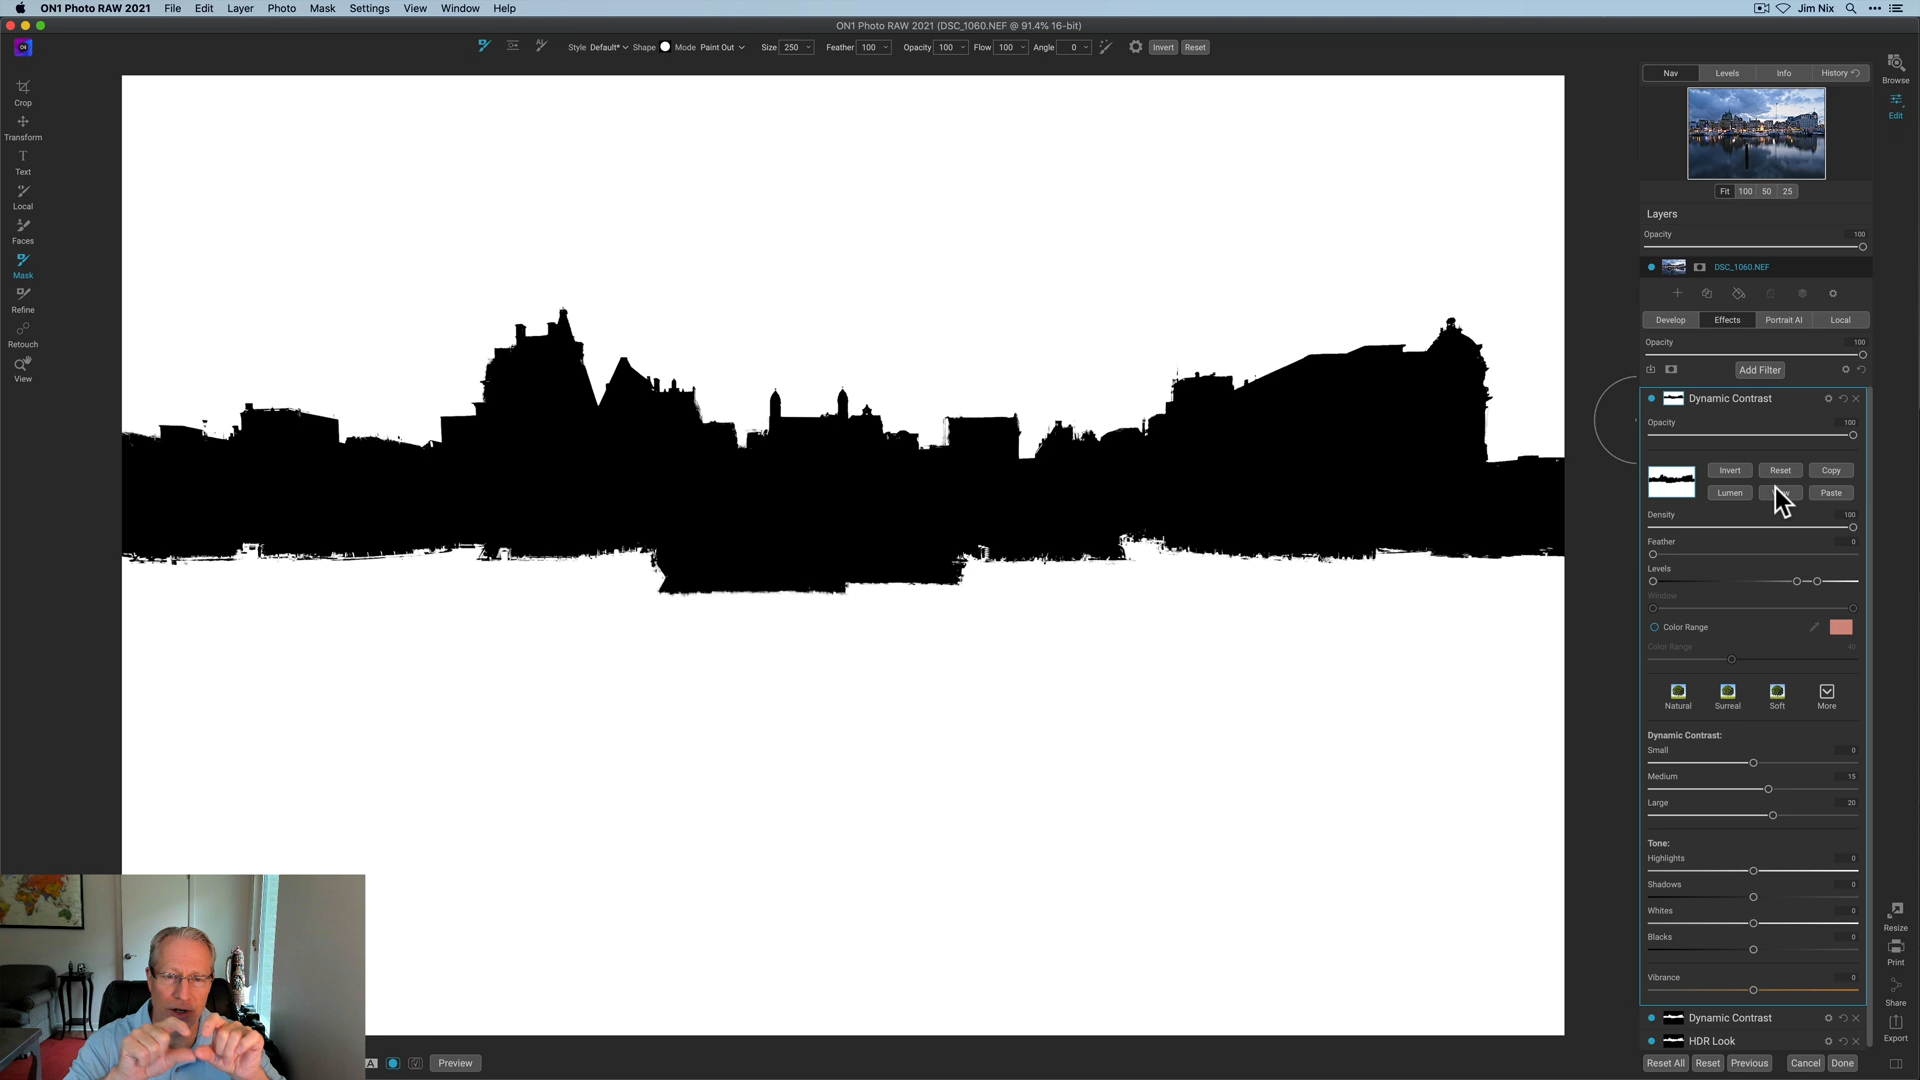 ON1 Photo RAW 2021 File Edit Layer Photo Mask Settings View Window Help Jim Nix
ON1 Photo RAW 2021 (DSC_1060.NEF @ 91.4% 16-bit)
Style Default* Shape Mode Paint Out Size 250 Feather 100 Opacity 100 Flow 100 Angle 0 Invert Reset
Crop
Transform
Text
Local
Faces
Mask
Refine
Retouch
View
Nav Levels Info History
Browse
Edit
Fit 100 50 25
Layers
Opacity 100
DSC_1060.NEF
Develop Effects Portrait AI Local
Opacity 100
Add Filter
Dynamic Contrast
Opacity 100
Invert Reset Copy
Lumen Paste
Density 100
Feather 0
Levels
Window
Color Range
Color Range 40
Natural Surreal Soft More
Dynamic Contrast:
Small 0
Medium 15
Large 20
Tone:
Highlights 0
Shadows 0
Whites 0
Blacks 0
Vibrance 0
Dynamic Contrast
HDR Look
Reset All Reset Previous Cancel Done
Resize
Print
Share
Export
A Preview